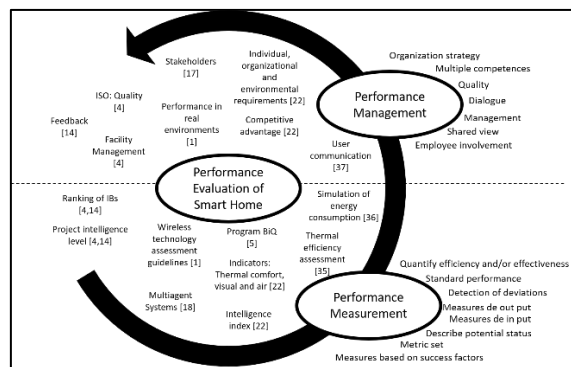 Stakeholders
[17]
Individual,
organizational
and
environmental
requirements [22]
Organization strategy
Multiple competences
Quality
Dialogue
Management
Shared view
Employee involvement
Performance
Management
ISO: Quality
[4]
Performance in
real
environments
[1]
Competitive
advantage [22]
Feedback
[14]
Facility
Management
[4]
User
communication
[37]
Performance
Evaluation of
Smart Home
Ranking of IBs
[4,14]
Project intelligence
level [4,14]
Wireless
technology
assessment
guidelines [1]
Program BiQ
[5]
Simulation of
energy
consumption [36]
Thermal
efficiency
assessment
[35]
Indicators:
Thermal comfort,
visual and air [22]
Multiagent
Systems [18]
Intelligence
index [22]
Performance
Measurement
Quantify efficiency and/or effectiveness
Standard performance
Detection of deviations
Measures de out put
Measures de in put
Describe potential status
Metric set
Measures based on success factors